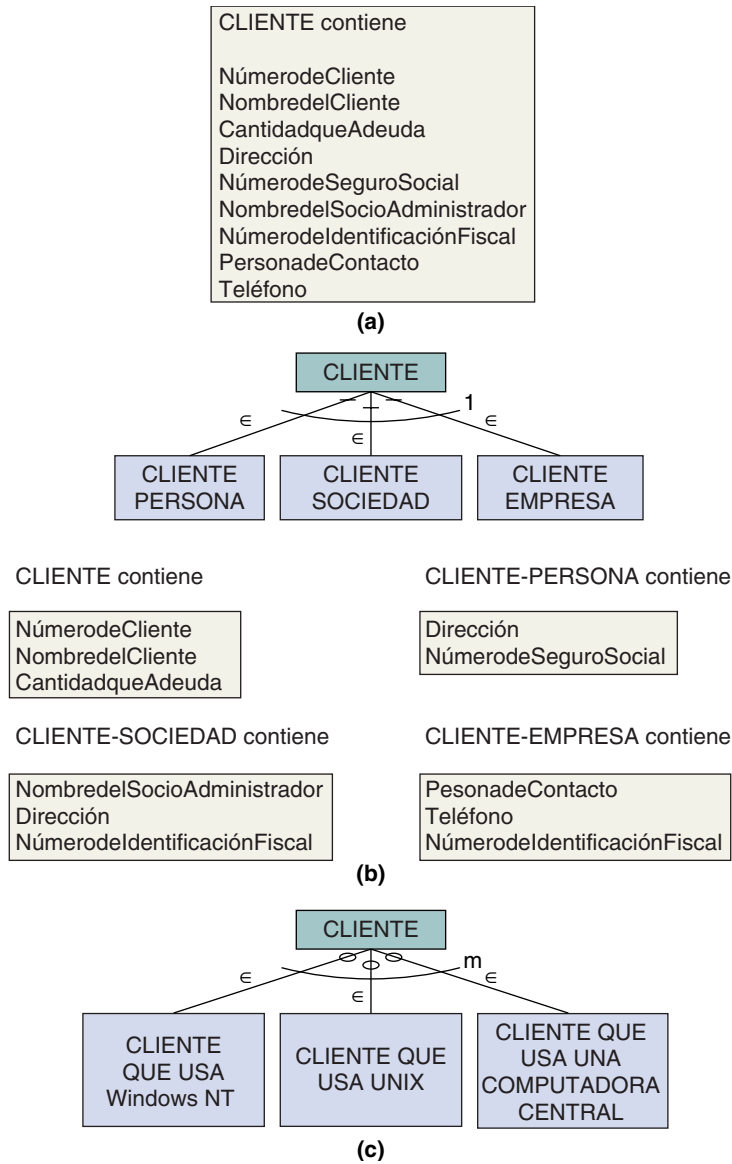 CLIENTE contiene
NúmerodeCliente
NombredelCliente
CantidadqueAdeuda
Dirección
NúmerodeSeguroSocial
NombredelSocioAdministrador
NúmerodeIdentificaciónFiscal
PersonadeContacto
Teléfono
(a)
CLIENTE
1
∈
∈
∈
CLIENTE
PERSONA
CLIENTE
SOCIEDAD
CLIENTE
EMPRESA
CLIENTE contiene
NúmerodeCliente
NombredelCliente
CantidadqueAdeuda
CLIENTE-PERSONA contiene
Dirección
NúmerodeSeguroSocial
CLIENTE-SOCIEDAD contiene
NombredelSocioAdministrador
Dirección
NúmerodeIdentificaciónFiscal
CLIENTE-EMPRESA contiene
PesonadeContacto
Teléfono
NúmerodeIdentificaciónFiscal
(b)
CLIENTE
m
∈
∈
∈
CLIENTE
QUE USA
Windows NT
CLIENTE QUE
USA UNIX
CLIENTE QUE
USA UNA
COMPUTADORA
CENTRAL
(c)